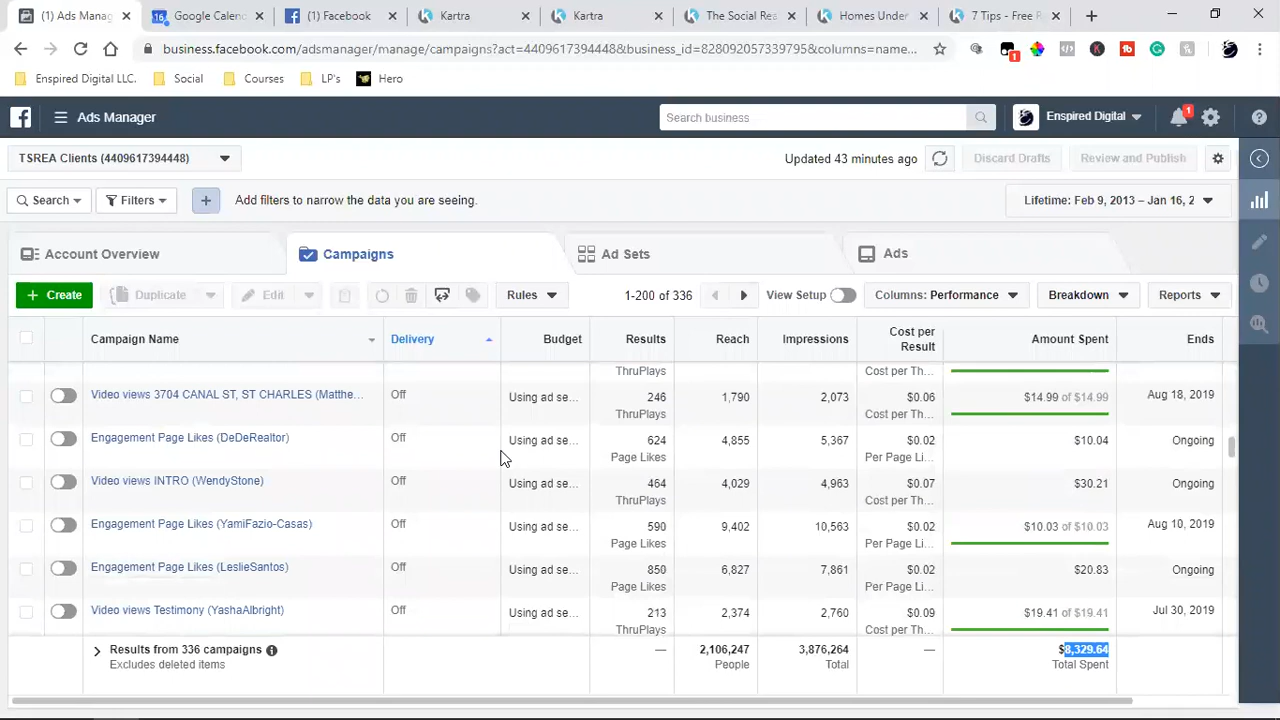 (1) Ads Manag
16 Google Calend
(1) Facebook
Kartra
Kartra
The Social Res
Homes Under
7 Tips - Free R
business.facebook.com/adsmanager/manage/campaigns?act=4409617394448&business_id=828092057339795&columns=name...
1
Enspired Digital LLC.
Social
Courses
LP's
Hero
Ads Manager
Search business
Enspired Digital
1
TSREA Clients (4409617394448)
Updated 43 minutes ago
Discard Drafts
Review and Publish
Search
Filters
Add filters to narrow the data you are seeing.
Lifetime: Feb 9, 2013 – Jan 16, 2
Account Overview
Campaigns
Ad Sets
Ads
+ Create
Duplicate
Edit
Rules
1-200 of 336
View Setup
Columns: Performance
Breakdown
Reports
Campaign Name
Delivery
Budget
Results
Reach
Impressions
Cost per Result
Amount Spent
Ends
ThruPlays
Cost per Th...
Video views 3704 CANAL ST, ST CHARLES (Matthe...
Off
Using ad se...
246
1,790
2,073
$0.06
$14.99 of $14.99
Aug 18, 2019
ThruPlays
Cost per Th...
Engagement Page Likes (DeDeRealtor)
Off
Using ad se...
624
4,855
5,367
$0.02
$10.04
Ongoing
Page Likes
Per Page Li...
Video views INTRO (WendyStone)
Off
Using ad se...
464
4,029
4,963
$0.07
$30.21
Ongoing
ThruPlays
Cost per Th...
Engagement Page Likes (YamiFazio-Casas)
Off
Using ad se...
590
9,402
10,563
$0.02
$10.03 of $10.03
Aug 10, 2019
Page Likes
Per Page Li...
Engagement Page Likes (LeslieSantos)
Off
Using ad se...
850
6,827
7,861
$0.02
$20.83
Ongoing
Page Likes
Per Page Li...
Video views Testimony (YashaAlbright)
Off
Using ad se...
213
2,374
2,760
$0.09
$19.41 of $19.41
Jul 30, 2019
ThruPlays
Cost per Th...
Results from 336 campaigns
—
2,106,247
3,876,264
—
$8,329.64
Excludes deleted items
People
Total
Total Spent